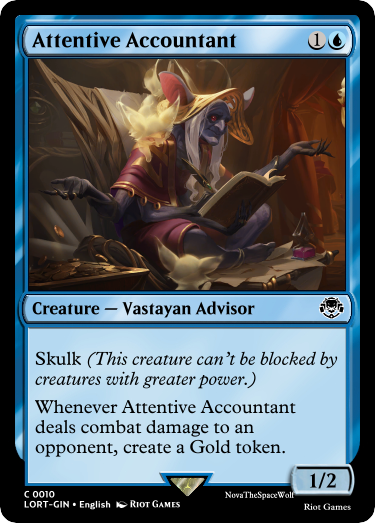 Attentive Accountant 1
Creature — Vastayan Advisor
Skulk (This creature can't be blocked by
creatures with greater power.)
Whenever Attentive Accountant
deals combat damage to an
opponent, create a Gold token.
1/2
C 0010
LORT-GIN • English Riot Games
NovaTheSpaceWolf
Riot Games